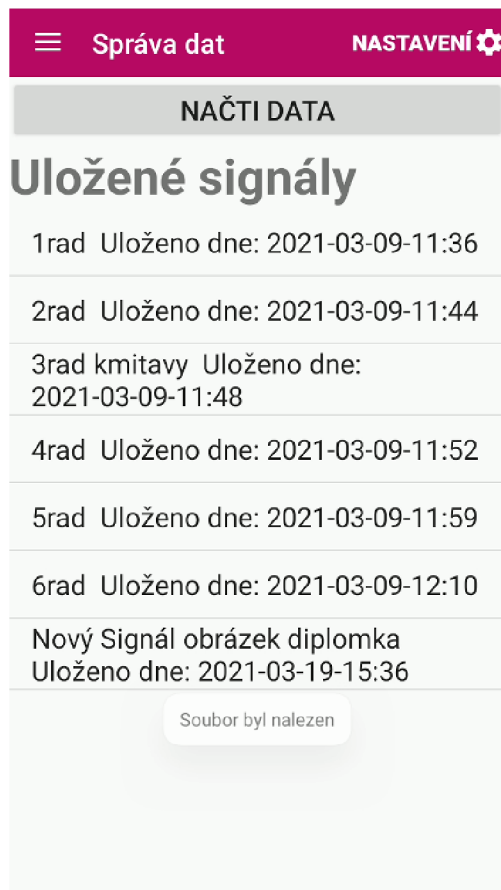 Správa dat NASTAVENÍ
NAČTI DATA
Uložené signály
1rad Uloženo dne: 2021-03-09-11:36
2rad Uloženo dne: 2021-03-09-11:44
3rad kmitavy Uloženo dne:
2021-03-09-11:48
4rad Uloženo dne: 2021-03-09-11:52
5rad Uloženo dne: 2021-03-09-11:59
6rad Uloženo dne: 2021-03-09-12:10
Nový Signál obrázek diplomka
Uloženo dne: 2021-03-19-15:36
Soubor byl nalezen